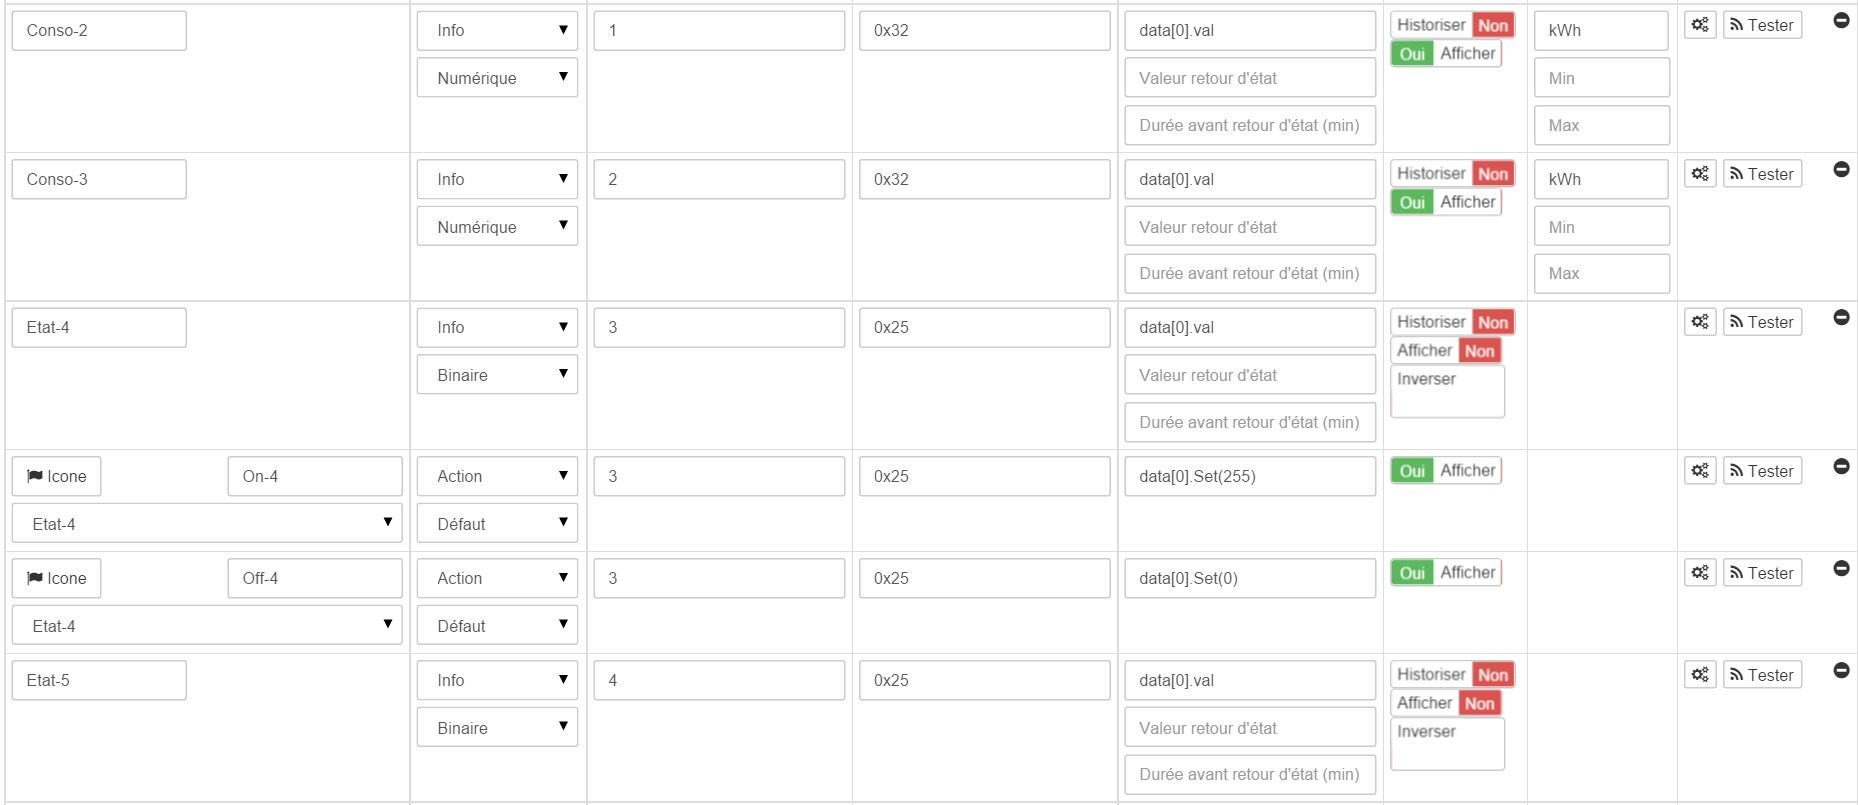 Conso-2 Info 1 0x32 data[0].val Historiser Non kWh Tester
Oui Afficher
Numérique Valeur retour d'état Min
Durée avant retour d'état (min) Max
Conso-3 Info 2 0x32 data[0].val Historiser Non kWh Tester
Oui Afficher
Numérique Valeur retour d'état Min
Durée avant retour d'état (min) Max
Etat-4 Info 3 0x25 data[0].val Historiser Non Tester
Afficher Non
Binaire Valeur retour d'état Inverser
Durée avant retour d'état (min)
Icone On-4 Action 3 0x25 data[0].Set(255) Oui Afficher Tester
Etat-4 Défaut
Icone Off-4 Action 3 0x25 data[0].Set(0) Oui Afficher Tester
Etat-4 Défaut
Etat-5 Info 4 0x25 data[0].val Historiser Non Tester
Afficher Non
Binaire Valeur retour d'état Inverser
Durée avant retour d'état (min)